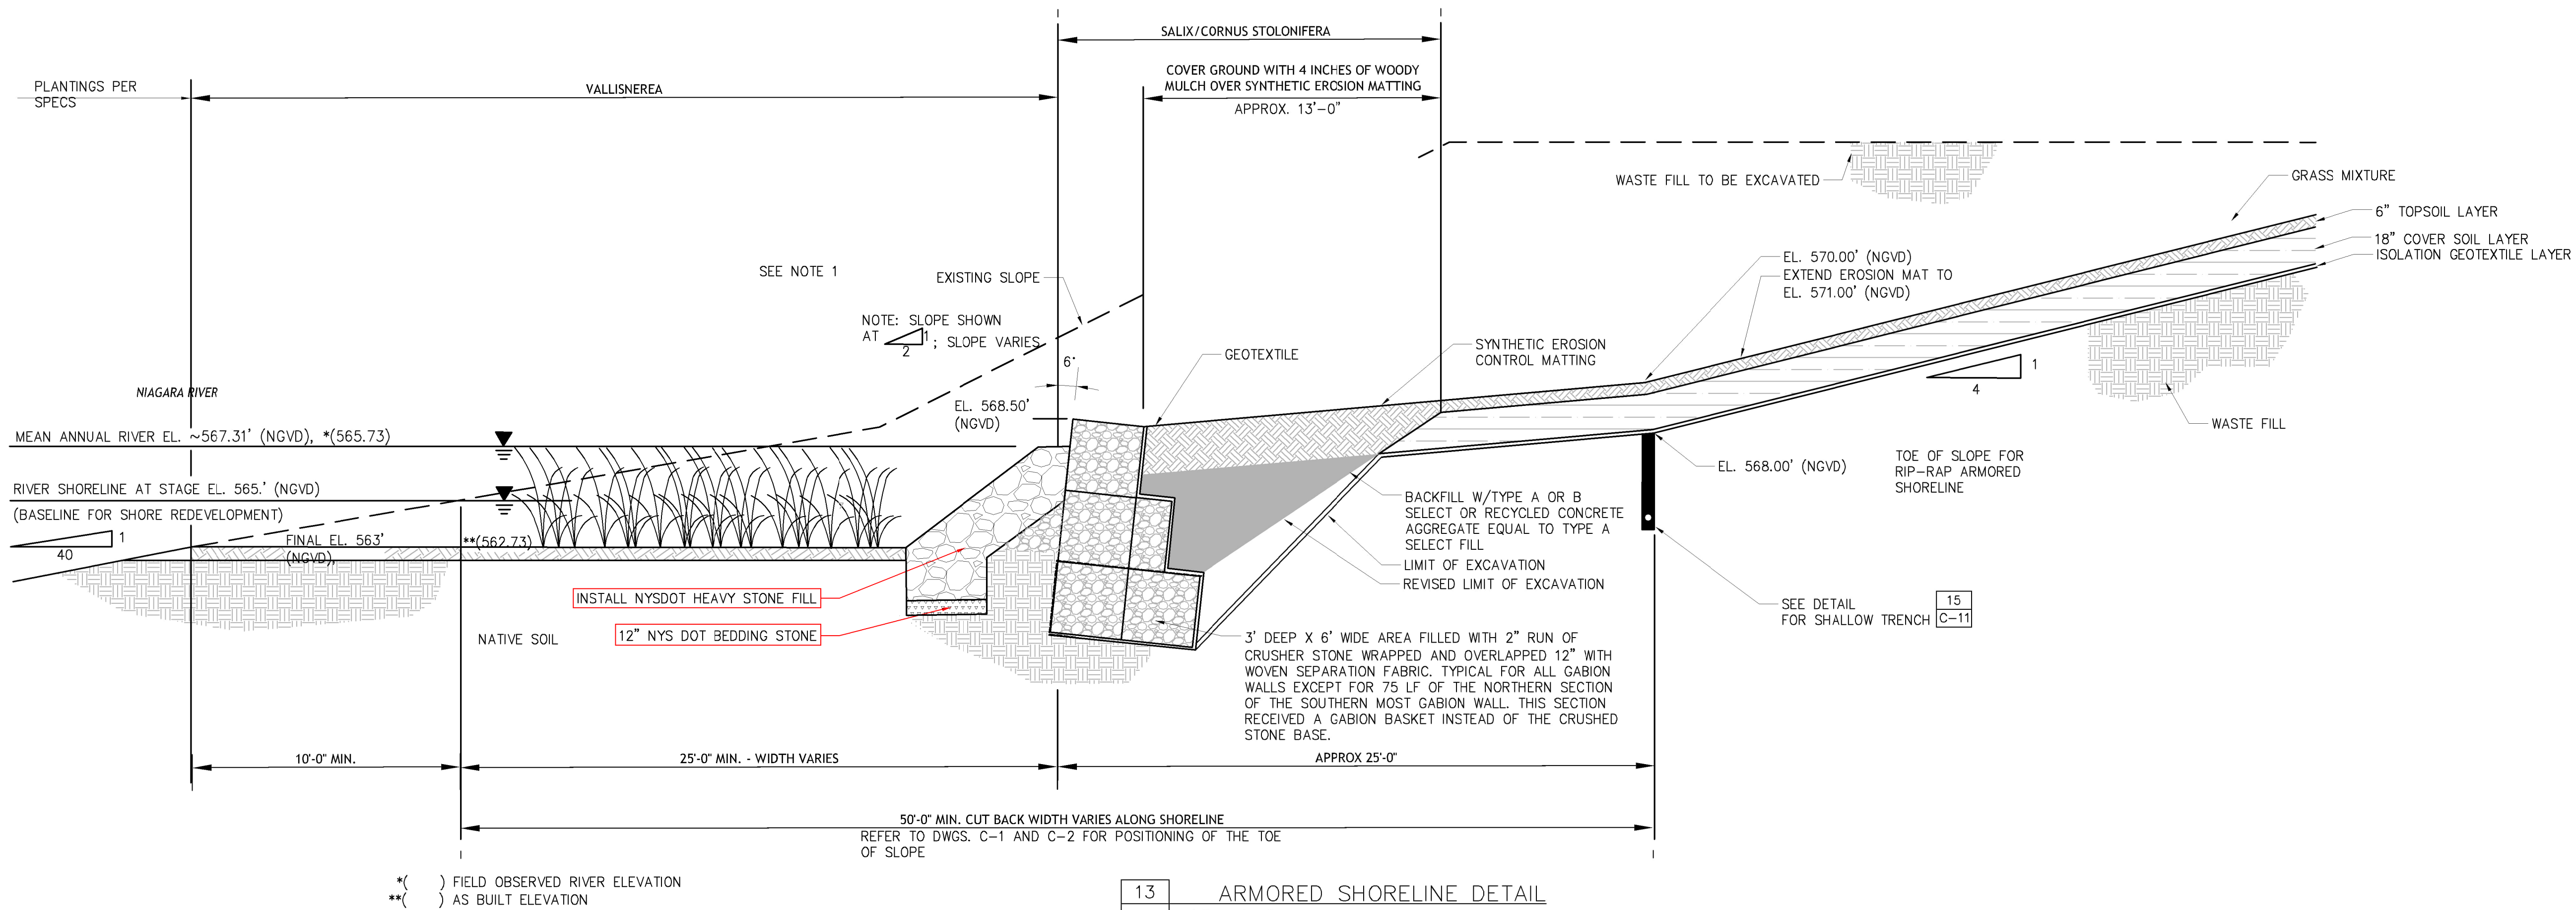 SALIX/CORNUS STOLONIFERA
PLANTINGS PER
SPECS
VALLISNEREA
COVER GROUND WITH 4 INCHES OF WOODY
MULCH OVER SYNTHETIC EROSION MATTING
APPROX. 13'-0"
WASTE FILL TO BE EXCAVATED
GRASS MIXTURE
6" TOPSOIL LAYER
18" COVER SOIL LAYER
ISOLATION GEOTEXTILE LAYER
SEE NOTE 1
EXISTING SLOPE
EL. 570.00' (NGVD)
EXTEND EROSION MAT TO
EL. 571.00' (NGVD)
NOTE: SLOPE SHOWN
AT 1 2 ; SLOPE VARIES
6°
GEOTEXTILE
SYNTHETIC EROSION
CONTROL MATTING
1
4
NIAGARA RIVER
EL. 568.50'
(NGVD)
WASTE FILL
MEAN ANNUAL RIVER EL. ~567.31' (NGVD), *(565.73)
EL. 568.00' (NGVD)
TOE OF SLOPE FOR
RIP-RAP ARMORED
SHORELINE
RIVER SHORELINE AT STAGE EL. 565.' (NGVD)
(BASELINE FOR SHORE REDEVELOPMENT)
BACKFILL W/TYPE A OR B
SELECT OR RECYCLED CONCRETE
AGGREGATE EQUAL TO TYPE A
SELECT FILL
1
40
FINAL EL. 563'
(NGVD),
**(562.73)
LIMIT OF EXCAVATION
REVISED LIMIT OF EXCAVATION
INSTALL NYSDOT HEAVY STONE FILL
12" NYS DOT BEDDING STONE
NATIVE SOIL
SEE DETAIL
FOR SHALLOW TRENCH
15
C-11
3' DEEP X 6' WIDE AREA FILLED WITH 2" RUN OF
CRUSHER STONE WRAPPED AND OVERLAPPED 12" WITH
WOVEN SEPARATION FABRIC. TYPICAL FOR ALL GABION
WALLS EXCEPT FOR 75 LF OF THE NORTHERN SECTION
OF THE SOUTHERN MOST GABION WALL. THIS SECTION
RECEIVED A GABION BASKET INSTEAD OF THE CRUSHED
STONE BASE.
10'-0" MIN.
25'-0" MIN. - WIDTH VARIES
APPROX 25'-0"
50'-0" MIN. CUT BACK WIDTH VARIES ALONG SHORELINE
REFER TO DWGS. C-1 AND C-2 FOR POSITIONING OF THE TOE
OF SLOPE
*( ) FIELD OBSERVED RIVER ELEVATION
**( ) AS BUILT ELEVATION
13 ARMORED SHORELINE DETAIL